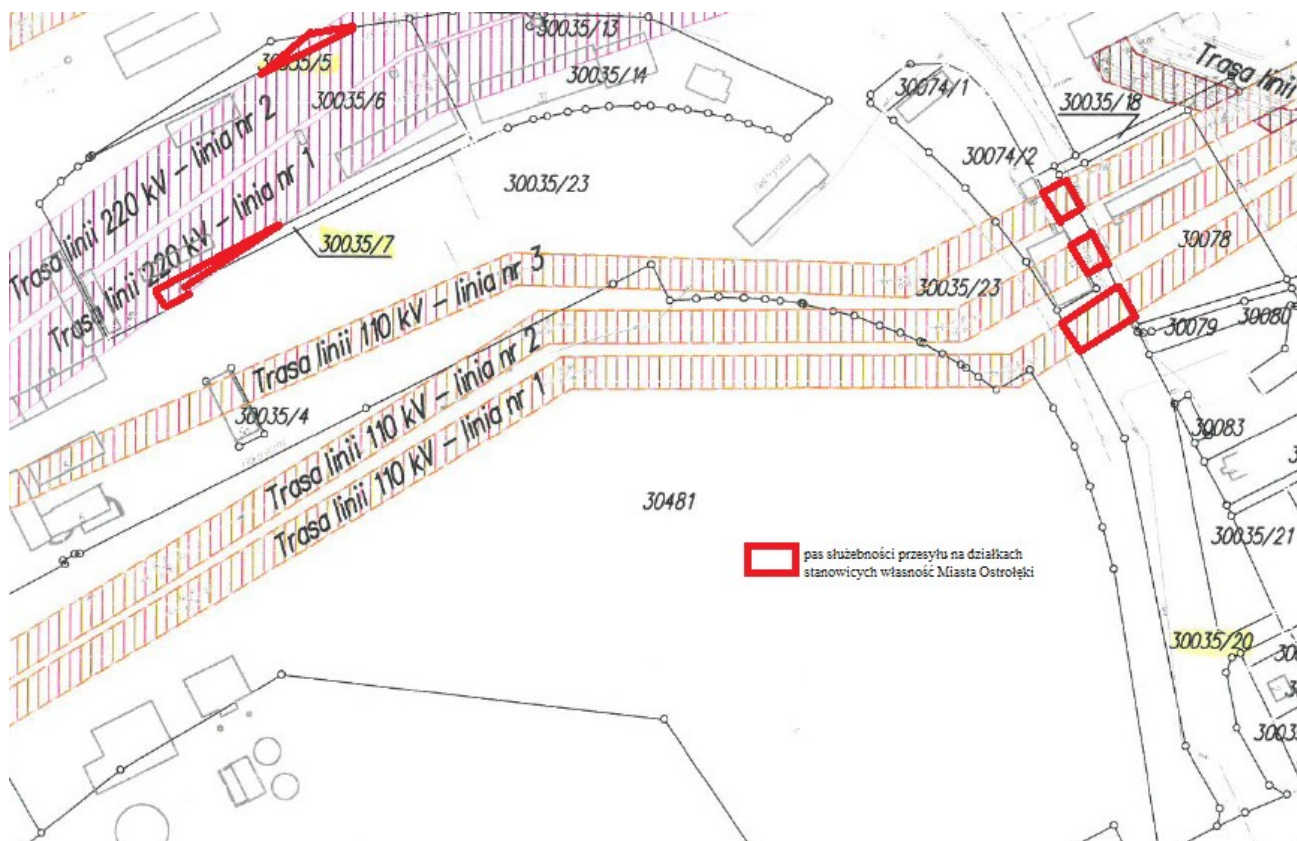 30035/13
30035/5
30035/14
30035/6
Trasa linii
30074/1
30035/18
30074/2
Trasa linii 220 kV – linia nr 2
30035/23
Trasa linii 220 kV – linia nr 1
30035/7
30078
Trasa linii 110 kV – linia nr 3
30035/23
30080
30079
Trasa linii 110 kV – linia nr 2
30035/4
30083
Trasa linii 110 kV – linia nr 1
30481
30035/21
pas służebności przesyłu na działkach
stanowicych własność Miasta Ostrołęki
30035/20